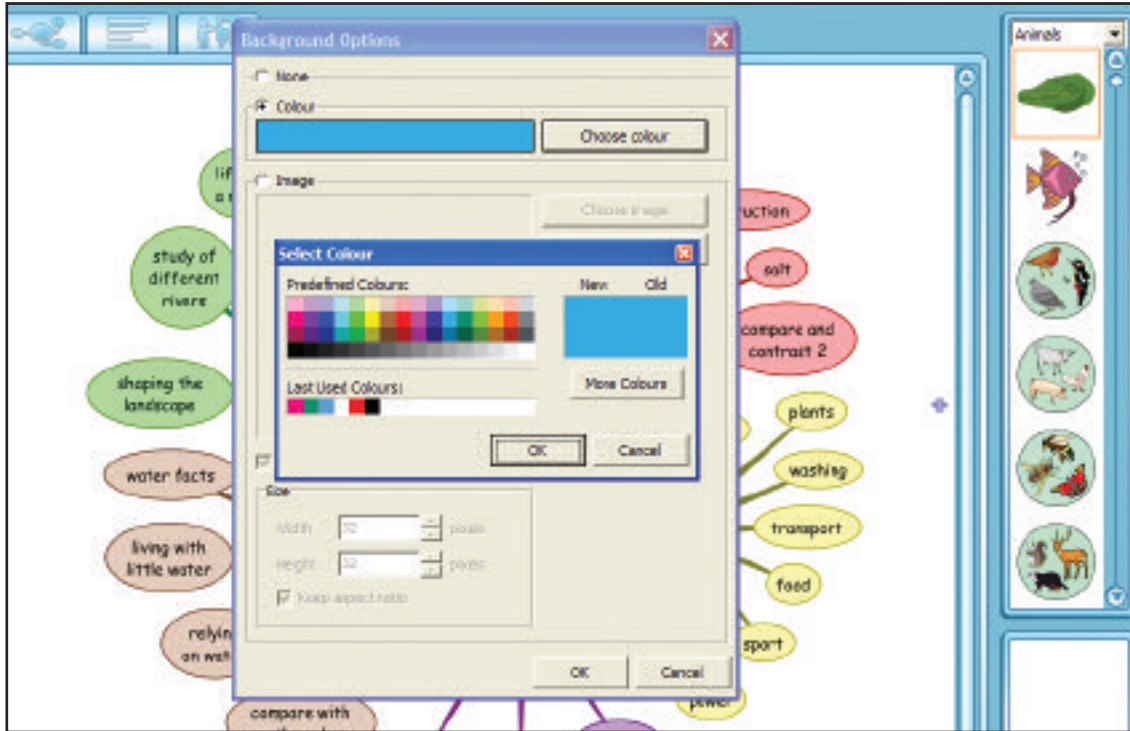 Background Options
Animals
None
Colour
Choose colour
Image
Choose image
Select Colour
Predefined Colours:
New
Old
Last Used Colours:
More Colours
OK
Cancel
Size
Width
32
pixels
Height
32
pixels
Keep aspect ratio
OK
Cancel
study of
different
rivers
shaping the
landscape
water facts
living with
little water
on
compare with
salt
compare and
contrast 2
plants
washing
transport
food
sport
power